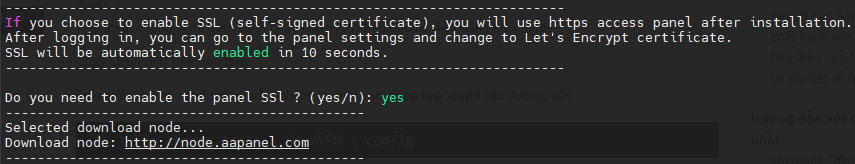 ----------------------------------------------------------------------
If you choose to enable SSL (self-signed certificate), you will use https access panel after installation.
After logging in, you can go to the panel settings and change to Let's Encrypt certificate.
SSL will be automatically enabled in 10 seconds.
----------------------------------------------------------------------
Do you need to enable the panel SSl ? (yes/n): yes
---------------------------------------------
Selected download node...
Download node: http://node.aapanel.com
---------------------------------------------